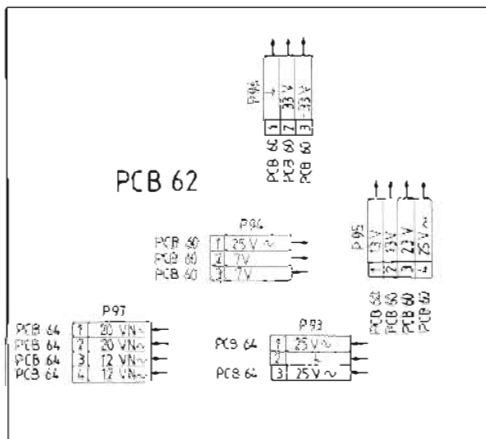 P96
⏚ 33 V -33 V
1 2 3
PCB 60 PCB 60 PCB 60
PCB 62
P94
PCB 60 1 25 V ~
PCB 60 2 7V
PCB 60 3 7V
P95
13V 13V 23 V 25 V ~
1 2 3 4
PCB 60 PCB 60 PCB 60 PCB 60
P97
PCB 64 1 20 VN~
PCB 64 2 20 VN~
PCB 64 3 12 VN~
PCB 64 4 12 VN~
P93
PCB 64 1 25 V ~
2 ⏚
PCB 64 3 25 V ~